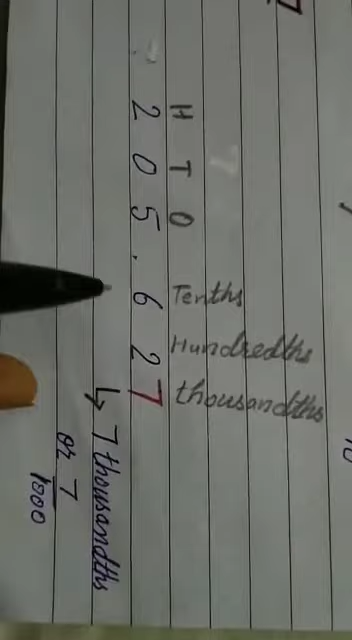 H T O Tenths Hundredths thousandths
2 0 5 . 6 2 7
↳ 7 thousandths
or 7
1000